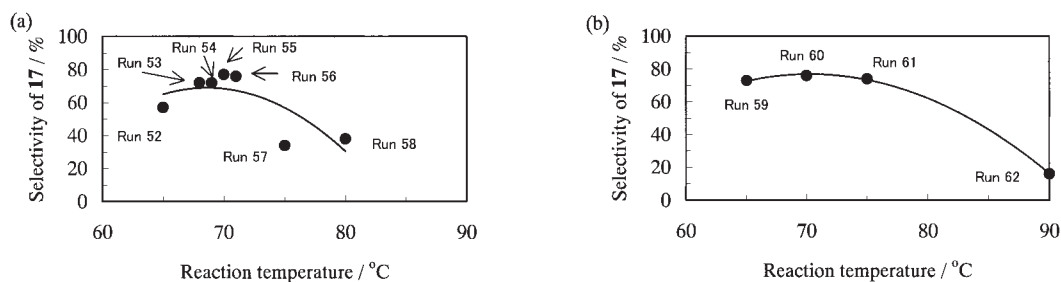 (a)
Selectivity of 17 / %
100
80
60
40
20
0
Run 53
Run 54
Run 55
Run 56
Run 52
Run 57
Run 58
60
70
80
90
Reaction temperature / °C
(b)
Selectivity of 17 / %
100
80
60
40
20
0
Run 59
Run 60
Run 61
Run 62
60
70
80
90
Reaction temperature / °C